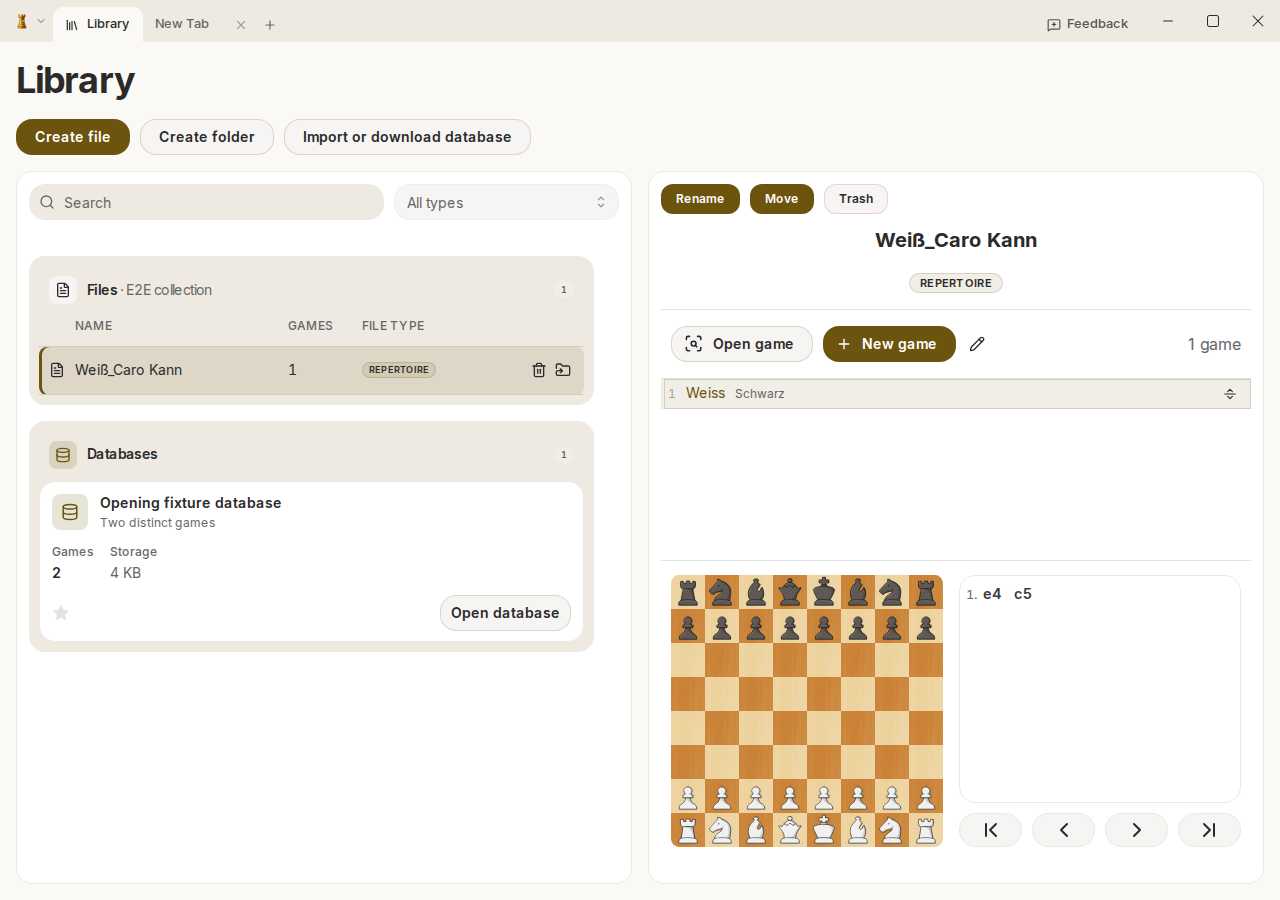 Library
New Tab
Feedback
Library
Create file
Create folder
Import or download database
Search
All types
Files · E2E collection
1
NAME
GAMES
FILE TYPE
Weiß_Caro Kann
1
REPERTOIRE
Databases
1
Opening fixture database
Two distinct games
Games
Storage
2
4 KB
Open database
Rename
Move
Trash
Weiß_Caro Kann
REPERTOIRE
Open game
New game
1 game
1 Weiss Schwarz
1. e4 c5